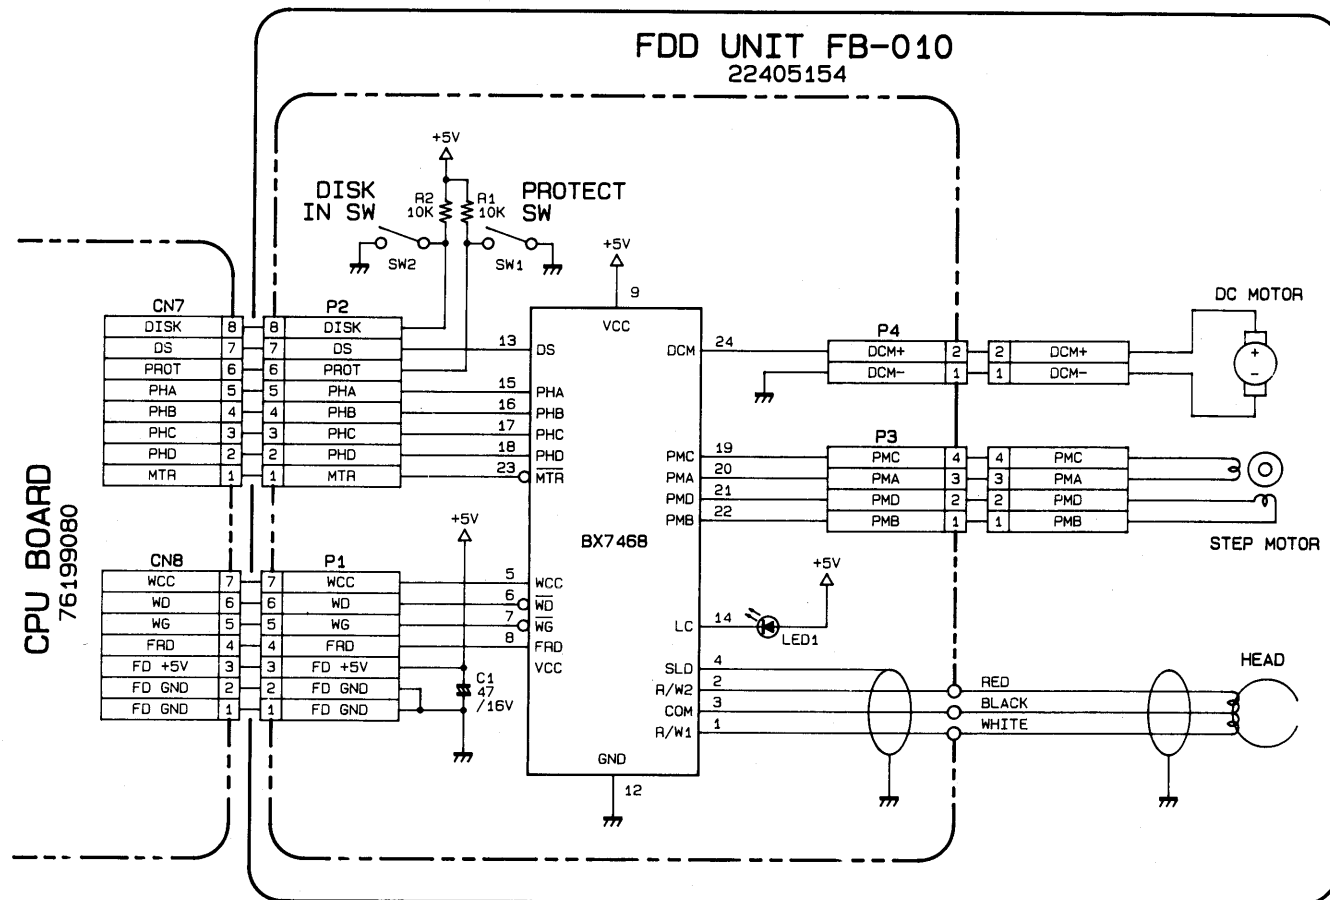 FDD UNIT FB-010
22405154
+5V
DISK
IN SW
R2
10K
R1
10K
PROTECT
SW
SW2
SW1
+5V
9
CPU BOARD
76199080
CN7
DISK 8
DS 7
PROT 6
PHA 5
PHB 4
PHC 3
PHD 2
MTR 1
P2
8 DISK
7 DS
6 PROT
5 PHA
4 PHB
3 PHC
2 PHD
1 MTR
CN8
WCC 7
WD 6
WG 5
FRD 4
FD +5V 3
FD GND 2
FD GND 1
P1
7 WCC
6 WD
5 WG
4 FRD
3 FD +5V
2 FD GND
1 FD GND
+5V
C1
47
/16V
VCC
13 DS
15 PHA
16 PHB
17 PHC
18 PHD
23 MTR
5 WCC
6 WD
7 WG
8 FRD
VCC
BX7468
GND
12
DCM 24
PMC 19
PMA 20
PMD 21
PMB 22
LC 14
SLD 4
R/W2 2
COM 3
R/W1 1
P4
DCM+ 2 2 DCM+
DCM- 1 1 DCM-
DC MOTOR
+
-
P3
PMC 4 4 PMC
PMA 3 3 PMA
PMD 2 2 PMD
PMB 1 1 PMB
STEP MOTOR
+5V
LED1
RED
BLACK
WHITE
HEAD